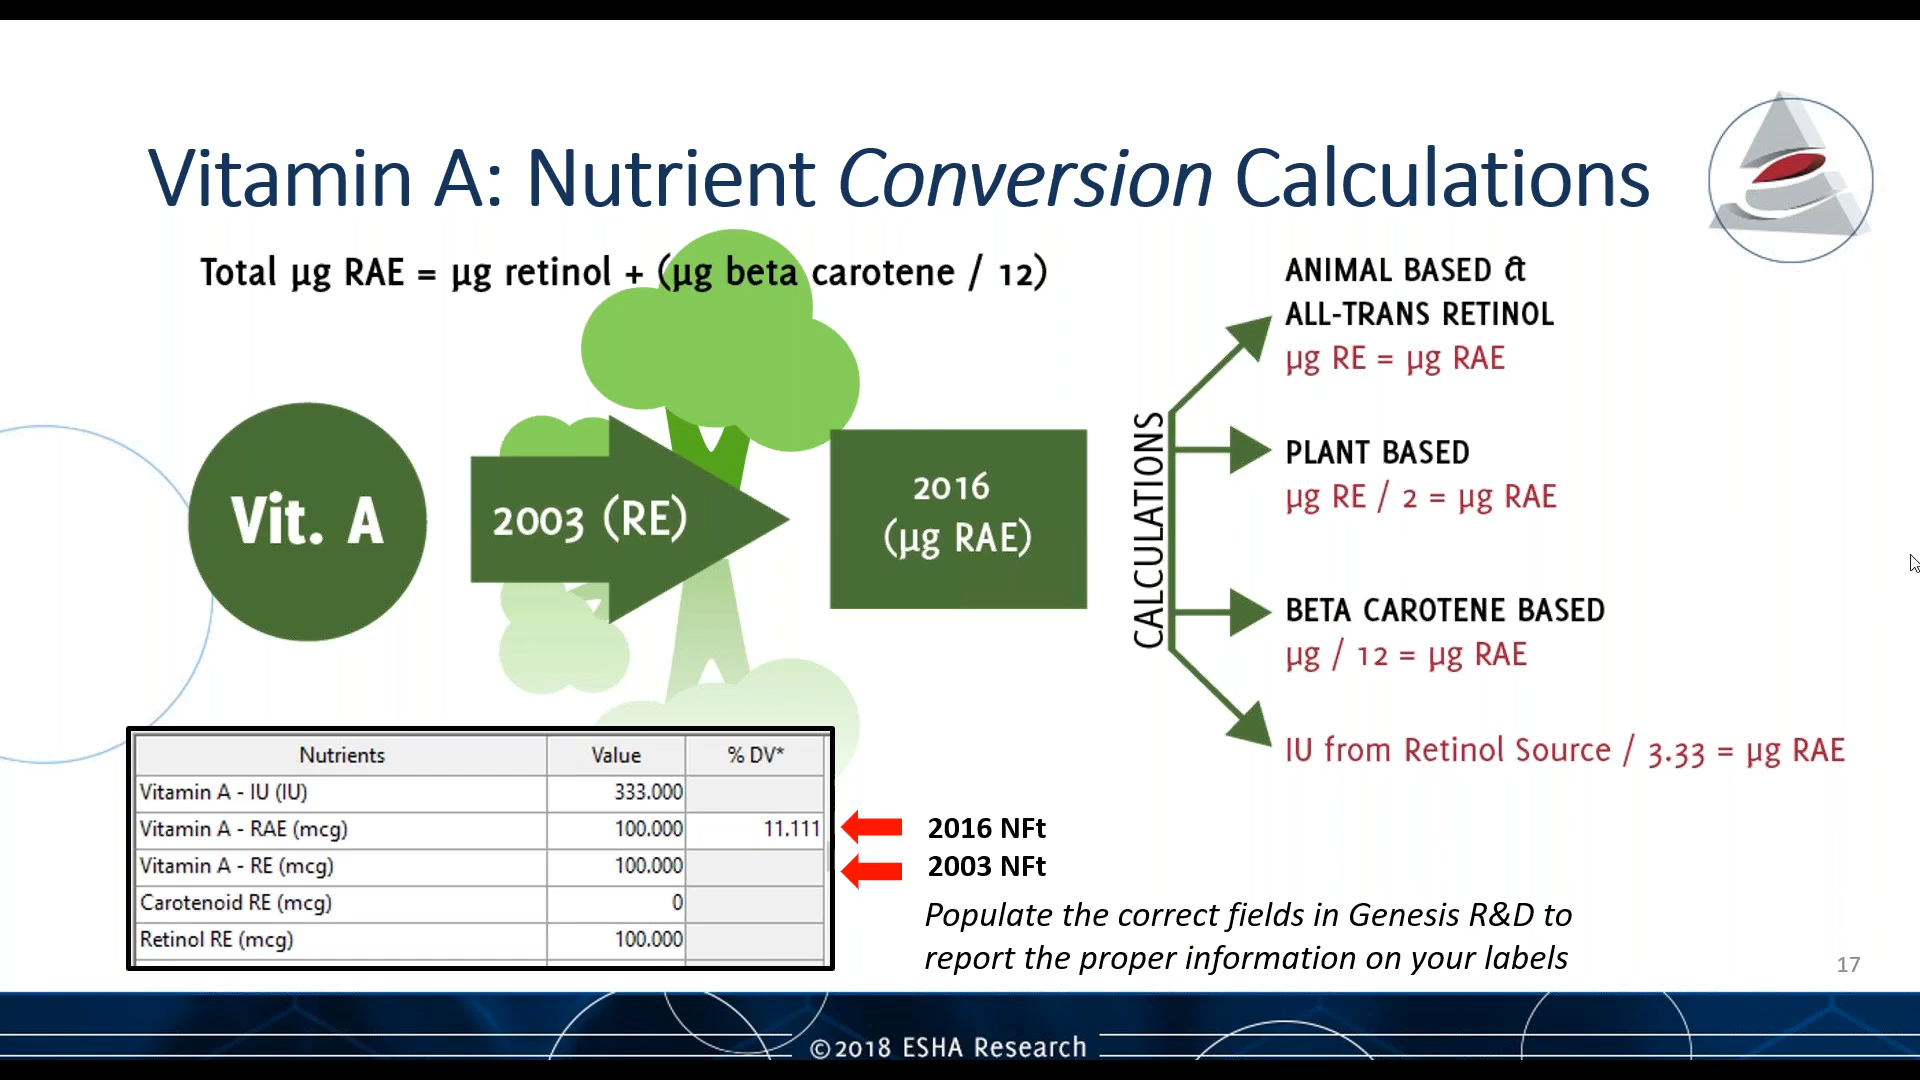 Vitamin A: Nutrient Conversion Calculations
Total µg RAE = µg retinol + (µg beta carotene / 12)
Vit. A
2003 (RE)
2016
(µg RAE)
CALCULATIONS
ANIMAL BASED &
ALL-TRANS RETINOL
µg RE = µg RAE
PLANT BASED
µg RE / 2 = µg RAE
BETA CAROTENE BASED
µg / 12 = µg RAE
IU from Retinol Source / 3.33 = µg RAE
Nutrients Value % DV*
Vitamin A - IU (IU) 333.000
Vitamin A - RAE (mcg) 100.000 11.111
Vitamin A - RE (mcg) 100.000
Carotenoid RE (mcg) 0
Retinol RE (mcg) 100.000
2016 NFt
2003 NFt
Populate the correct fields in Genesis R&D to
report the proper information on your labels
17
©2018 ESHA Research